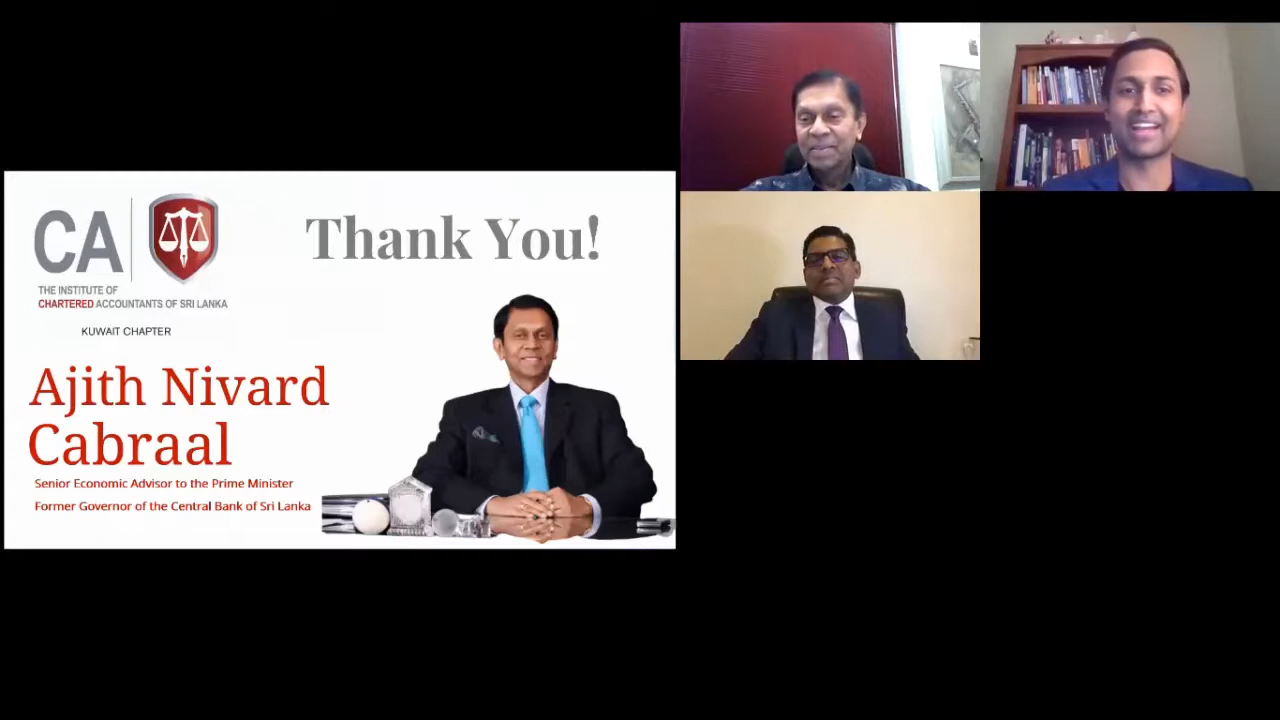 CA
THE INSTITUTE OF
CHARTERED ACCOUNTANTS OF SRI LANKA
KUWAIT CHAPTER
Thank You!
Ajith Nivard
Cabraal
Senior Economic Advisor to the Prime Minister
Former Governor of the Central Bank of Sri Lanka